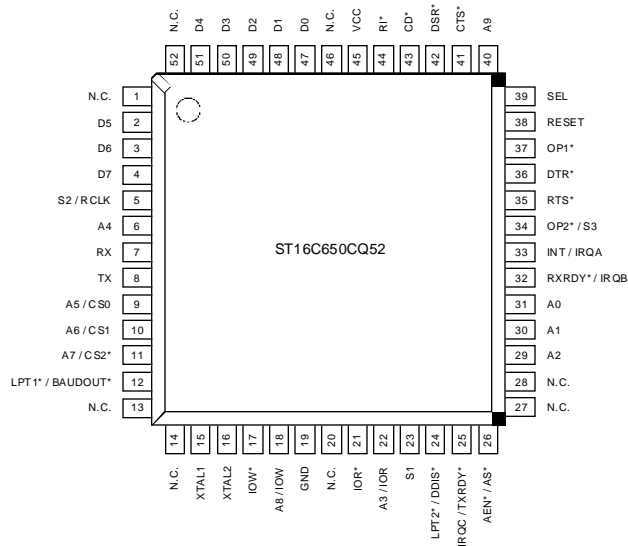 N.C. D4 D3 D2 D1 D0 N.C. VCC RI* CD* DSR* CTS* A9
52 51 50 49 48 47 46 45 44 43 42 41 40
N.C. 1
D5 2
D6 3
D7 4
S2 / RCLK 5
A4 6
RX 7
TX 8
A5 / CS0 9
A6 / CS1 10
A7 / CS2* 11
LPT1* / BAUDOUT* 12
N.C. 13
ST16C650CQ52
39 SEL
38 RESET
37 OP1*
36 DTR*
35 RTS*
34 OP2* / S3
33 INT / IRQA
32 RXRDY* / IRQB
31 A0
30 A1
29 A2
28 N.C.
27 N.C.
14 15 16 17 18 19 20 21 22 23 24 25 26
N.C. XTAL1 XTAL2 IOW* A8 / IOW GND N.C. IOR* A3 / IOR S1 LPT2* / DDIS* IRQC / TXRDY* AEN* / AS*